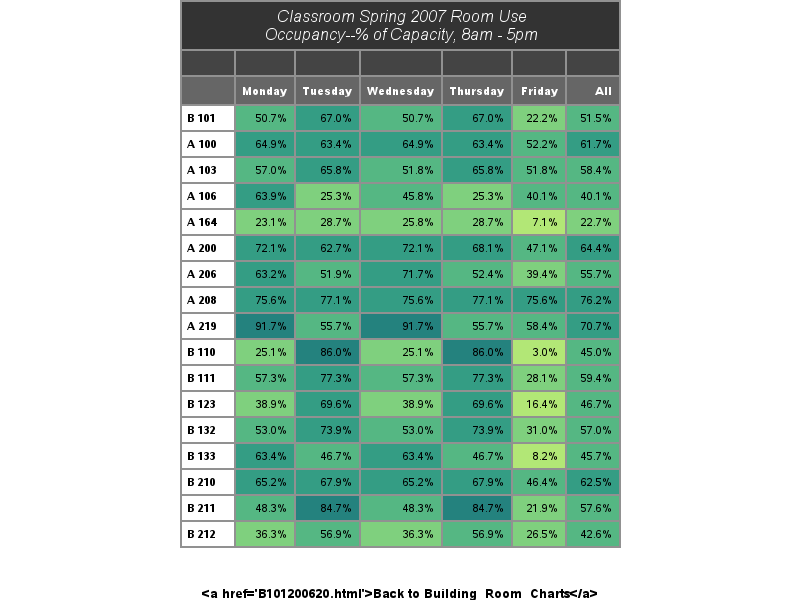 Classroom Spring 2007 Room Use
Occupancy--% of Capacity, 8am - 5pm
Monday Tuesday Wednesday Thursday Friday All
B 101 50.7% 67.0% 50.7% 67.0% 22.2% 51.5%
A 100 64.9% 63.4% 64.9% 63.4% 52.2% 61.7%
A 103 57.0% 65.8% 51.8% 65.8% 51.8% 58.4%
A 106 63.9% 25.3% 45.8% 25.3% 40.1% 40.1%
A 164 23.1% 28.7% 25.8% 28.7% 7.1% 22.7%
A 200 72.1% 62.7% 72.1% 68.1% 47.1% 64.4%
A 206 63.2% 51.9% 71.7% 52.4% 39.4% 55.7%
A 208 75.6% 77.1% 75.6% 77.1% 75.6% 76.2%
A 219 91.7% 55.7% 91.7% 55.7% 58.4% 70.7%
B 110 25.1% 86.0% 25.1% 86.0% 3.0% 45.0%
B 111 57.3% 77.3% 57.3% 77.3% 28.1% 59.4%
B 123 38.9% 69.6% 38.9% 69.6% 16.4% 46.7%
B 132 53.0% 73.9% 53.0% 73.9% 31.0% 57.0%
B 133 63.4% 46.7% 63.4% 46.7% 8.2% 45.7%
B 210 65.2% 67.9% 65.2% 67.9% 46.4% 62.5%
B 211 48.3% 84.7% 48.3% 84.7% 21.9% 57.6%
B 212 36.3% 56.9% 36.3% 56.9% 26.5% 42.6%
<a href='B101200620.html'>Back to Building_Room_Charts</a>